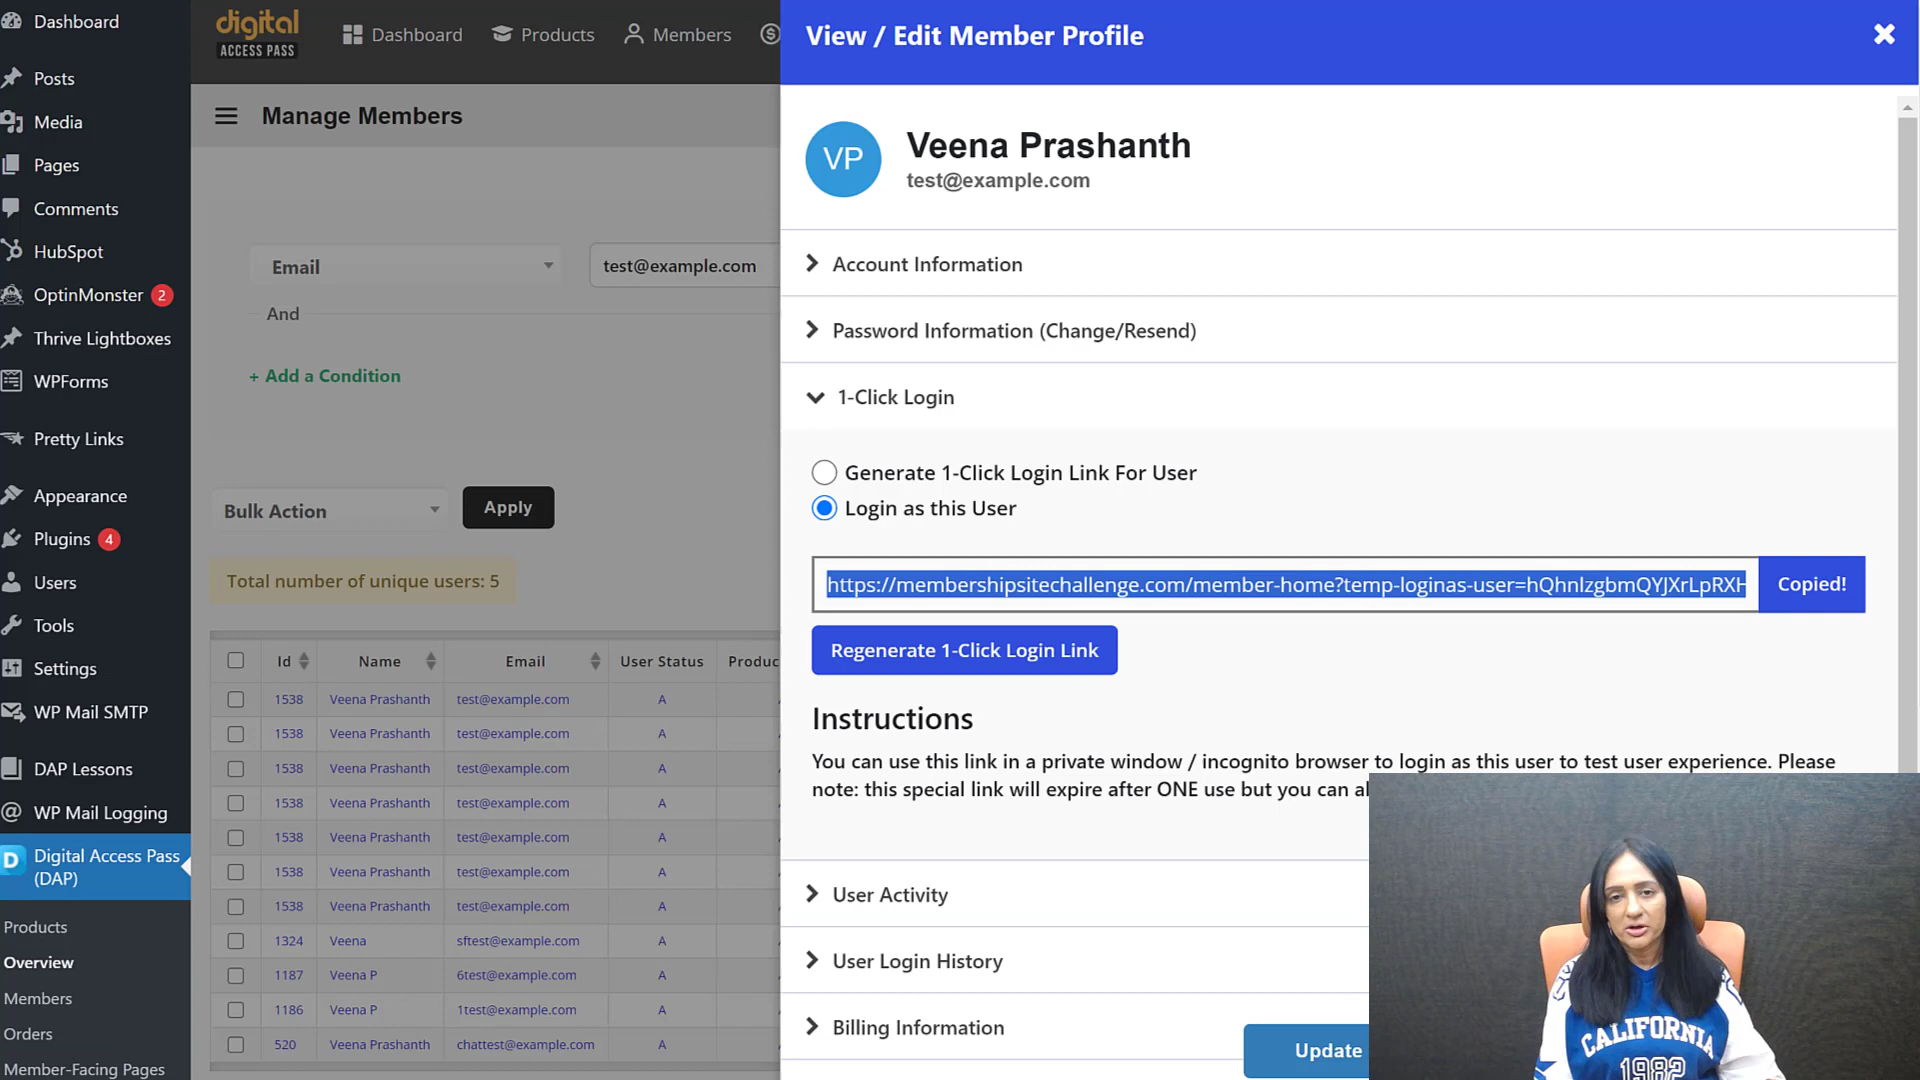 Dashboard
Posts
Media
Pages
Comments
HubSpot
OptinMonster 2
Thrive Lightboxes
WPForms
Pretty Links
Appearance
Plugins 4
Users
Tools
Settings
WP Mail SMTP
DAP Lessons
WP Mail Logging
D
Digital Access Pass
(DAP)
Products
Overview
Members
Orders
Member-Facing Pages
digital
ACCESS PASS
Dashboard
Products
Members
Manage Members
Email
test@example.com
And
+ Add a Condition
Bulk Action
Apply
Total number of unique users: 5
Id Name Email User Status Produc
1538 Veena Prashanth test@example.com A
1538 Veena Prashanth test@example.com A
1538 Veena Prashanth test@example.com A
1538 Veena Prashanth test@example.com A
1538 Veena Prashanth test@example.com A
1538 Veena Prashanth test@example.com A
1538 Veena Prashanth test@example.com A
1324 Veena sftest@example.com A
1187 Veena P 6test@example.com A
1186 Veena P 1test@example.com A
520 Veena Prashanth chattest@example.com A
View / Edit Member Profile
VP
Veena Prashanth
test@example.com
Account Information
Password Information (Change/Resend)
1-Click Login
Generate 1-Click Login Link For User
Login as this User
https://membershipsitechallenge.com/member-home?temp-loginas-user=hQhnlzgbmQYJXrLpRXH
Copied!
Regenerate 1-Click Login Link
Instructions
You can use this link in a private window / incognito browser to login as this user to test user experience. Please
note: this special link will expire after ONE use but you can al
User Activity
User Login History
Billing Information
Update
CALIFORNIA
1982